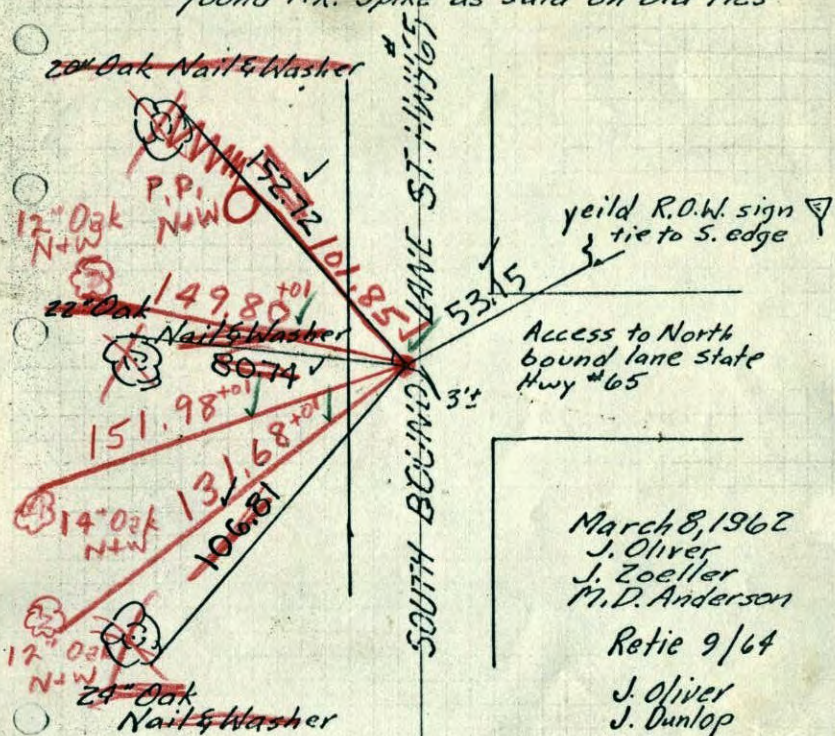 found RR. Spike as said on Old Ties
20" Oak Nail & Washer
P.P.
N+W
152.72
101.85
12" Oak
N+W
149.80 +01
22" Oak
Nail & Washer
80.74
151.98 +01
131.68 +01
106.81
14" Oak
N+W
12" Oak
N+W
24" Oak
Nail & Washer
SOUTH BOUND LANE ST. HWY #65
53.15
3'±
yeild R.O.W. sign
tie to S. edge
Access to North
bound lane state
Hwy #65
March 8, 1962
J. Oliver
J. Zoeller
M.D. Anderson
Retie 9/64
J. Oliver
J. Dunlop